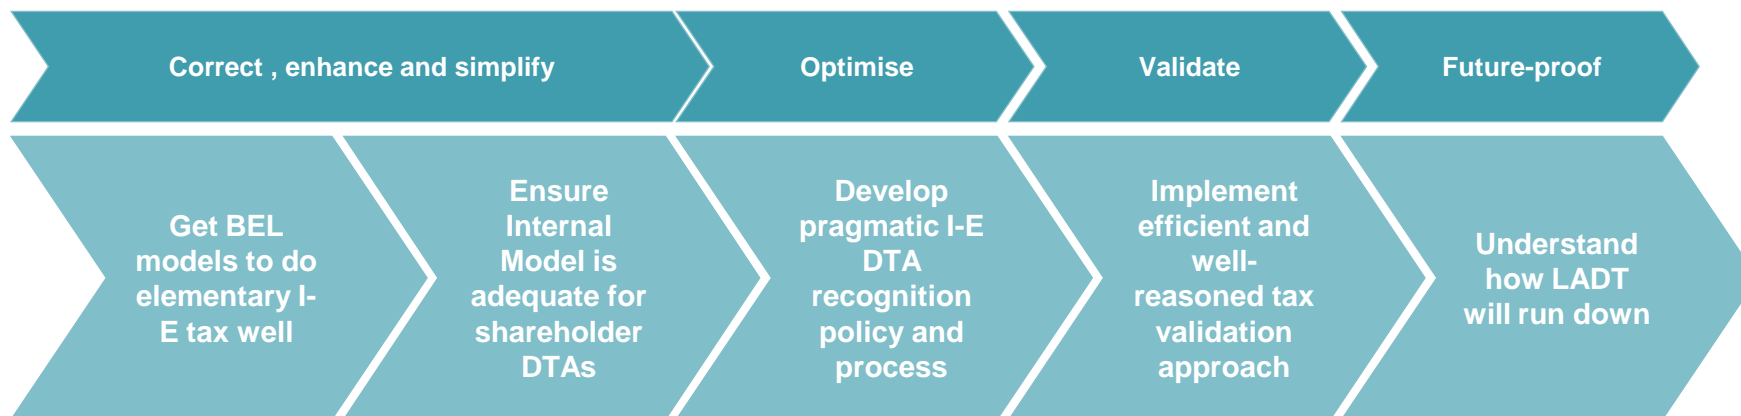 Correct , enhance and simplify
Optimise
Validate
Future-proof
Get BEL
models to do
elementary I-
E tax well
Ensure
Internal
Model is
adequate for
shareholder
DTAs
Develop
pragmatic I-E
DTA
recognition
policy and
process
Implement
efficient and
well-
reasoned tax
validation
approach
Understand
how LADT
will run down